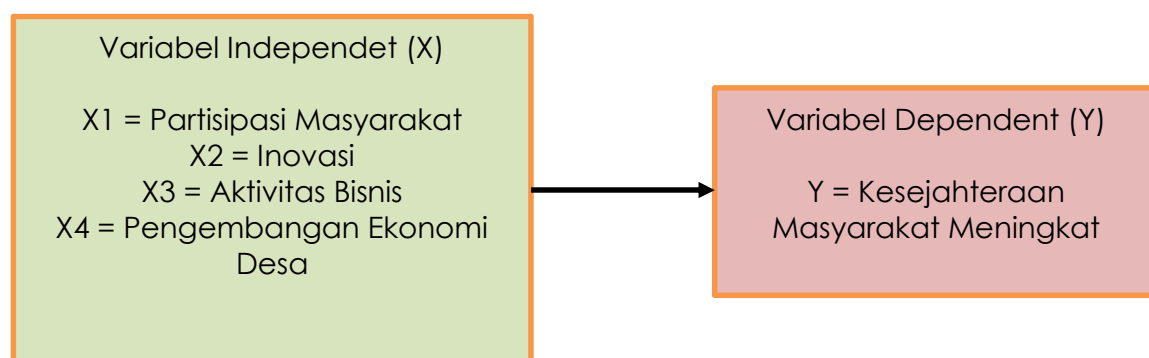 Variabel Independet (X)
X1 = Partisipasi Masyarakat
X2 = Inovasi
X3 = Aktivitas Bisnis
X4 = Pengembangan Ekonomi
Desa
Variabel Dependent (Y)
Y = Kesejahteraan
Masyarakat Meningkat